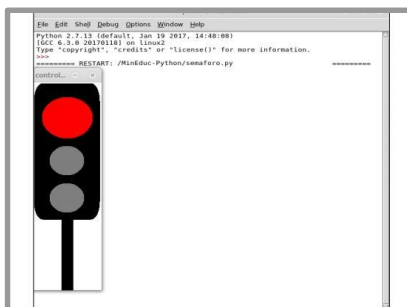 File Edit Shell Debug Options Window Help
Python 2.7.13 (default, Jan 19 2017, 14:48:08)
[GCC 6.3.0 20170118] on linux2
Type "copyright", "credits" or "license()" for more information.
>>>
========= RESTART: /MinEduc-Python/semaforo.py =========
control...